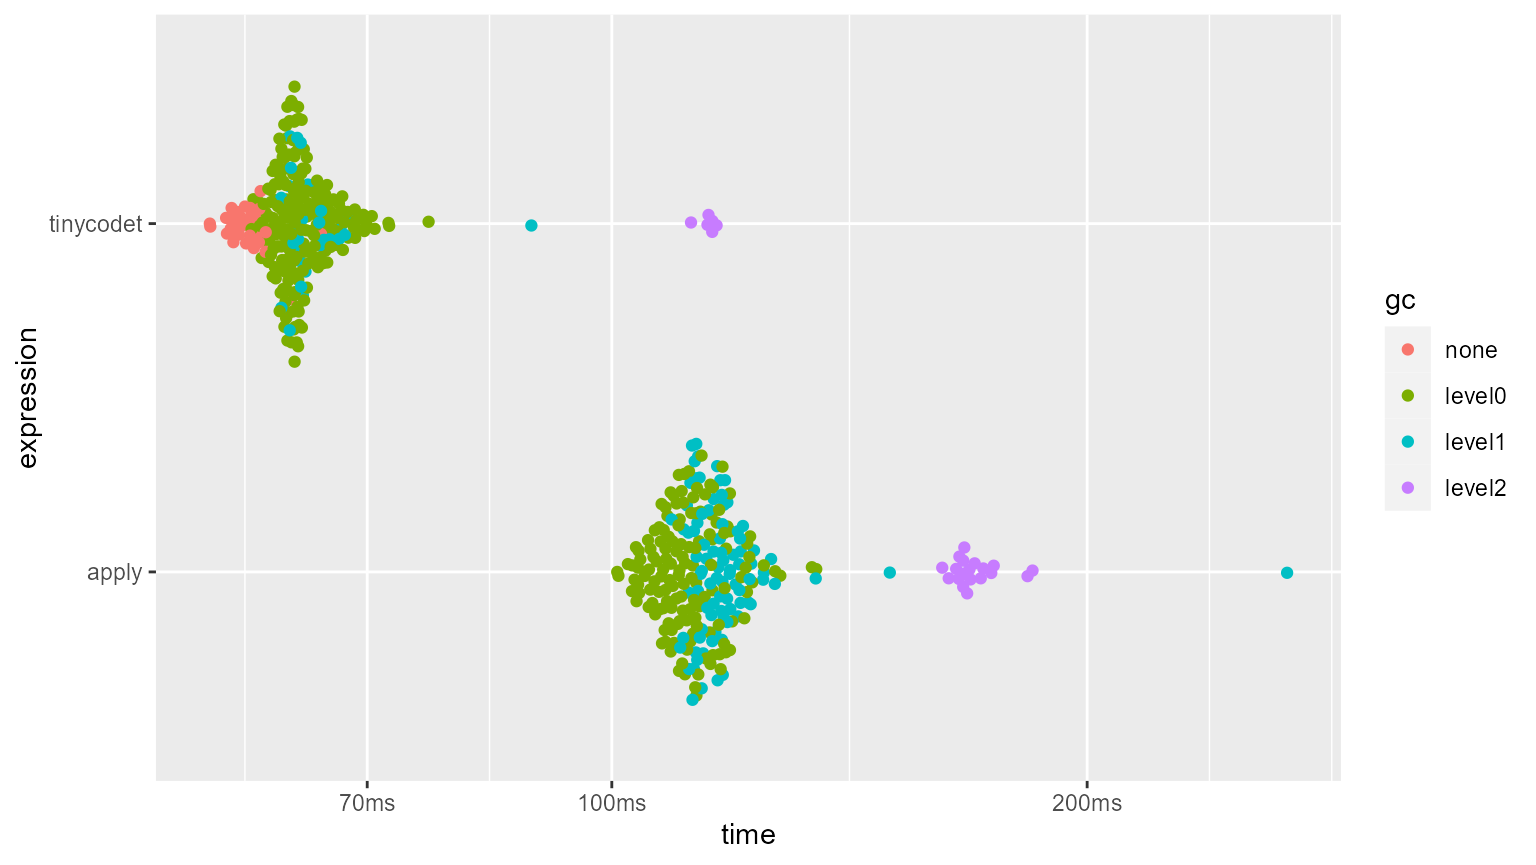 tinycodet
apply
expression
70ms
100ms
200ms
time
gc
none
level0
level1
level2